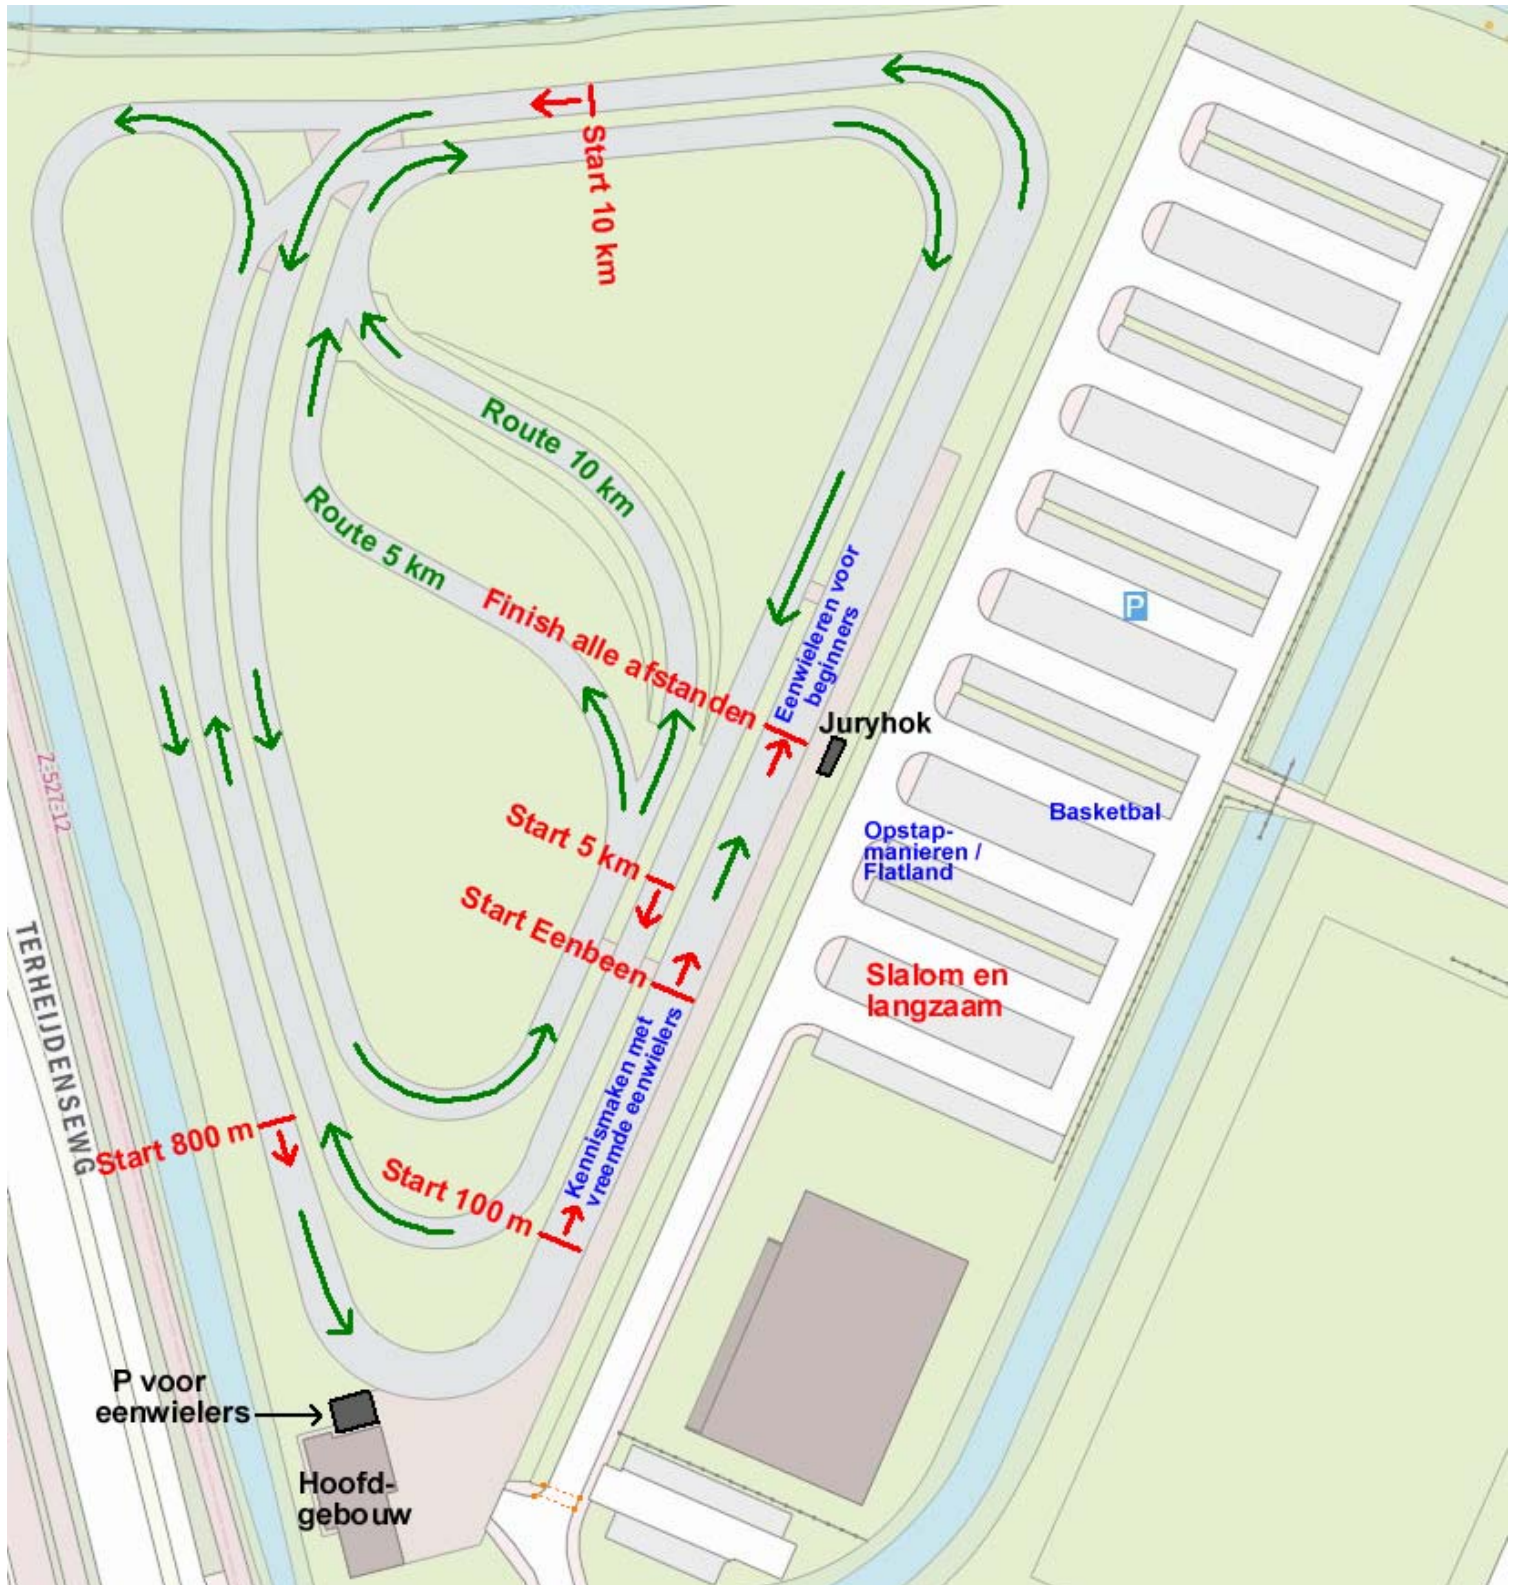 Start 10 km
Route 10 km
Route 5 km
Finish alle afstanden
Eenwieleren voor
beginners
P
Juryhok
Z:527:12
Basketbal
Opstap-
manieren /
Flatland
Start 5 km
Start Eenbeen
Slalom en
langzaam
TERHEIJDENSEWG
Kennismaken met
vreemde eenwielers
Start 800 m
Start 100 m
P voor
eenwielers
Hoofd-
gebouw